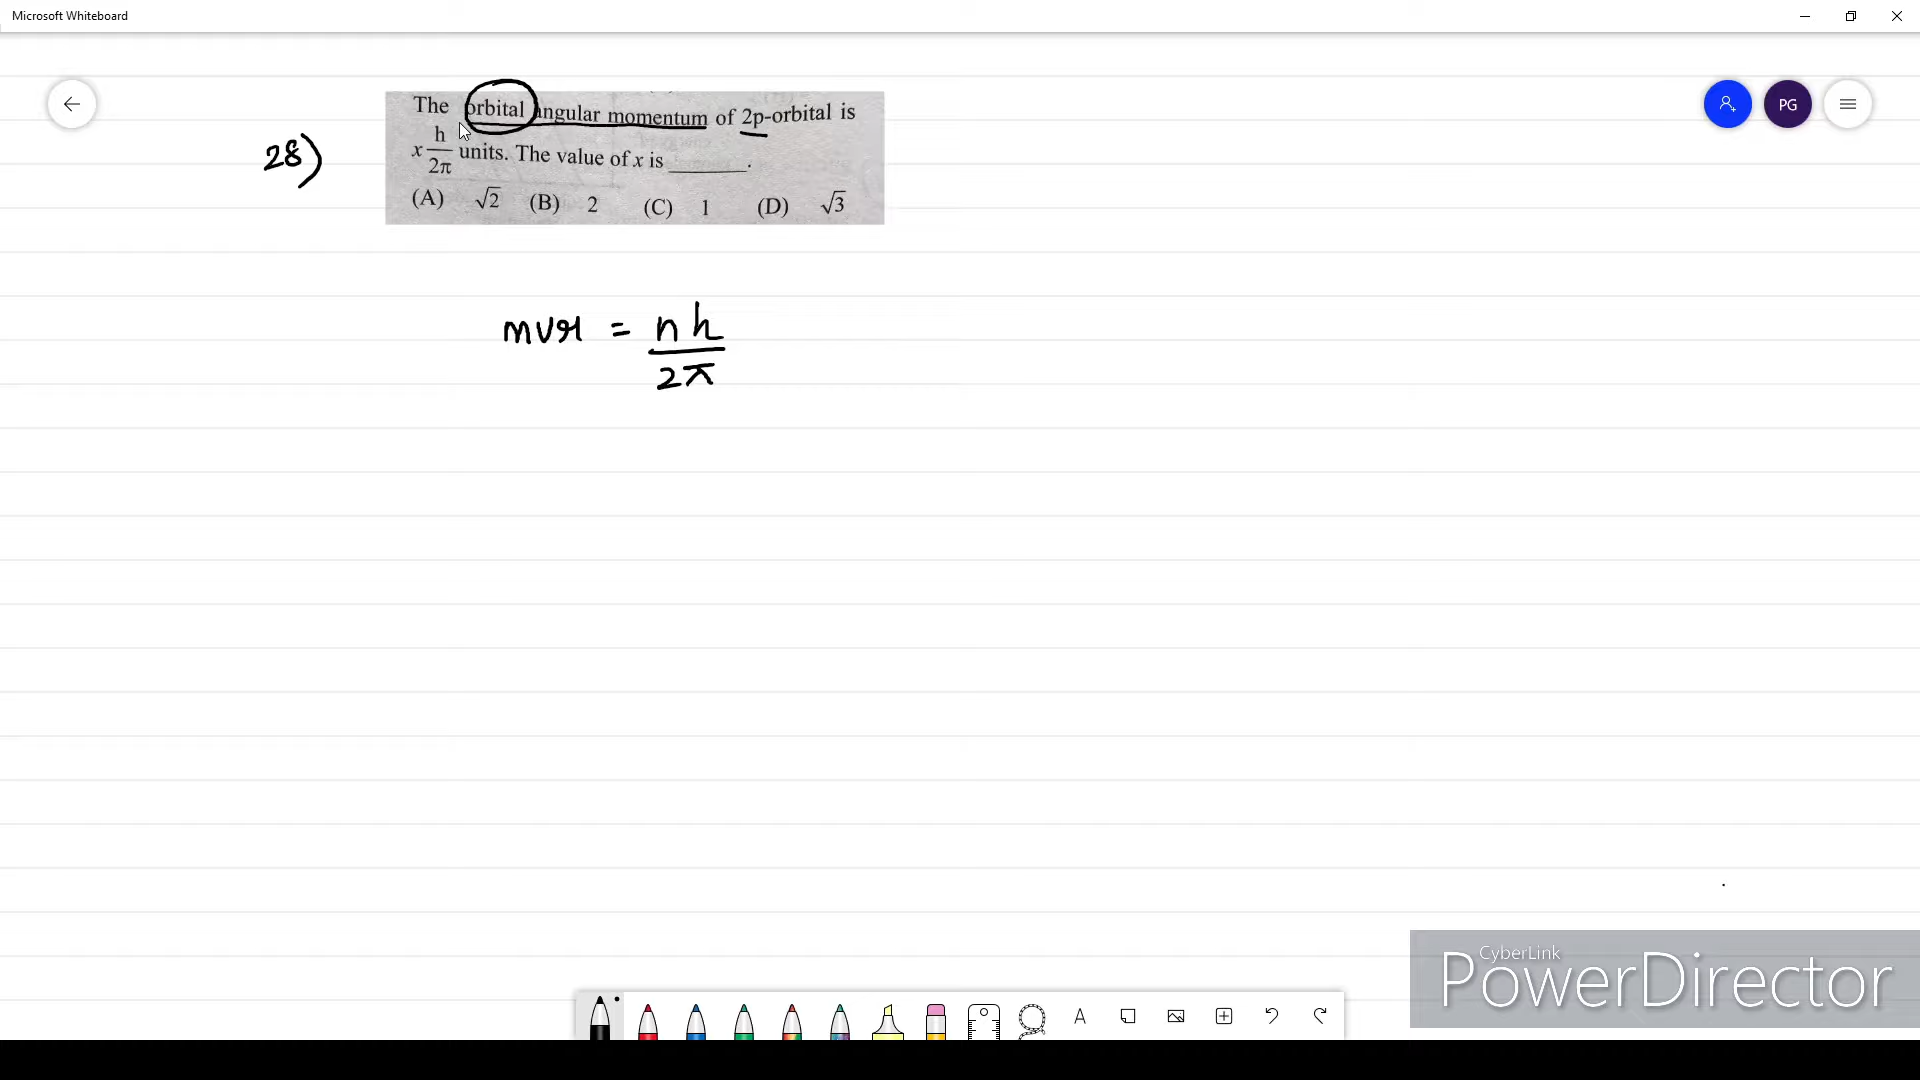 Microsoft Whiteboard
PG
28)
The orbital angular momentum of 2p-orbital is
x h/2π units. The value of x is ______.
(A) √2 (B) 2 (C) 1 (D) √3
mvr = nh/2π
CyberLink
PowerDirector
A